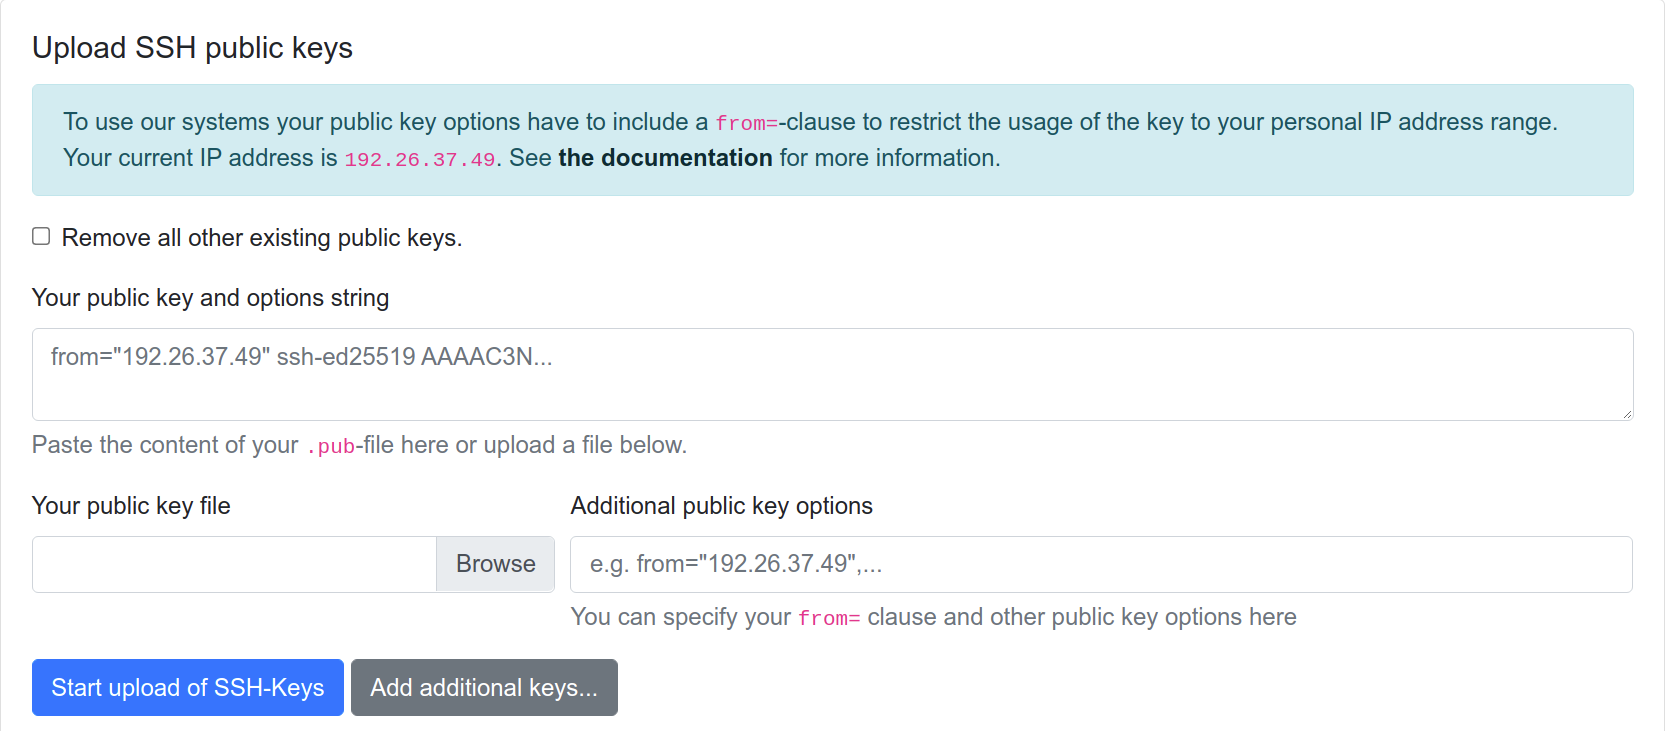 Upload SSH public keys
To use our systems your public key options have to include a from=-clause to restrict the usage of the key to your personal IP address range.
Your current IP address is 192.26.37.49. See the documentation for more information.
Remove all other existing public keys.
Your public key and options string
from="192.26.37.49" ssh-ed25519 AAAAC3N...
Paste the content of your .pub-file here or upload a file below.
Your public key file
Additional public key options
Browse
e.g. from="192.26.37.49",...
You can specify your from= clause and other public key options here
Start upload of SSH-Keys
Add additional keys...